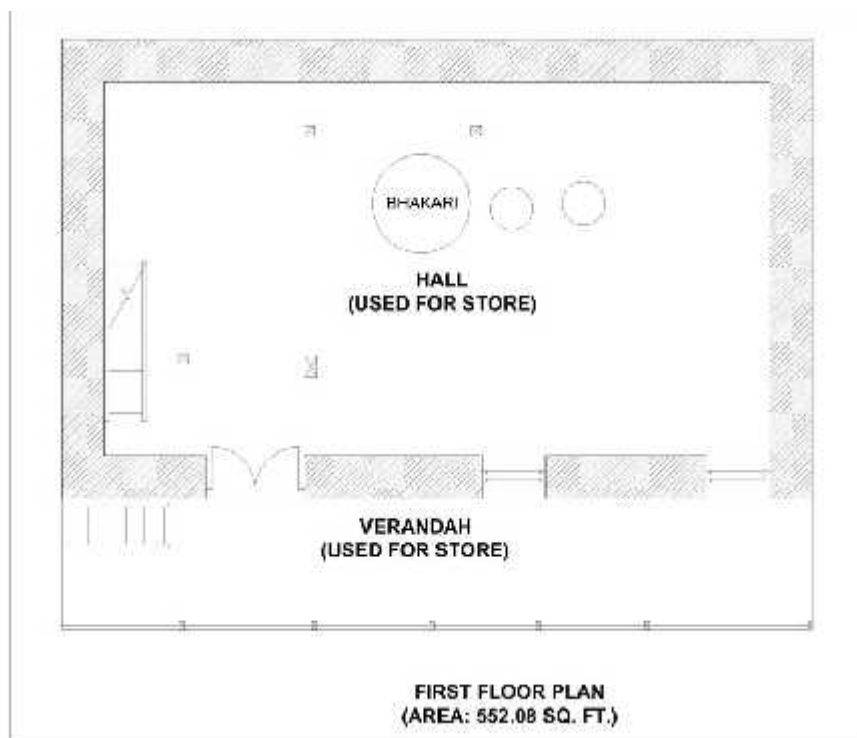 BHAKARI
HALL
(USED FOR STORE)
VERANDAH
(USED FOR STORE)
FIRST FLOOR PLAN
(AREA: 552.08 SQ. FT.)